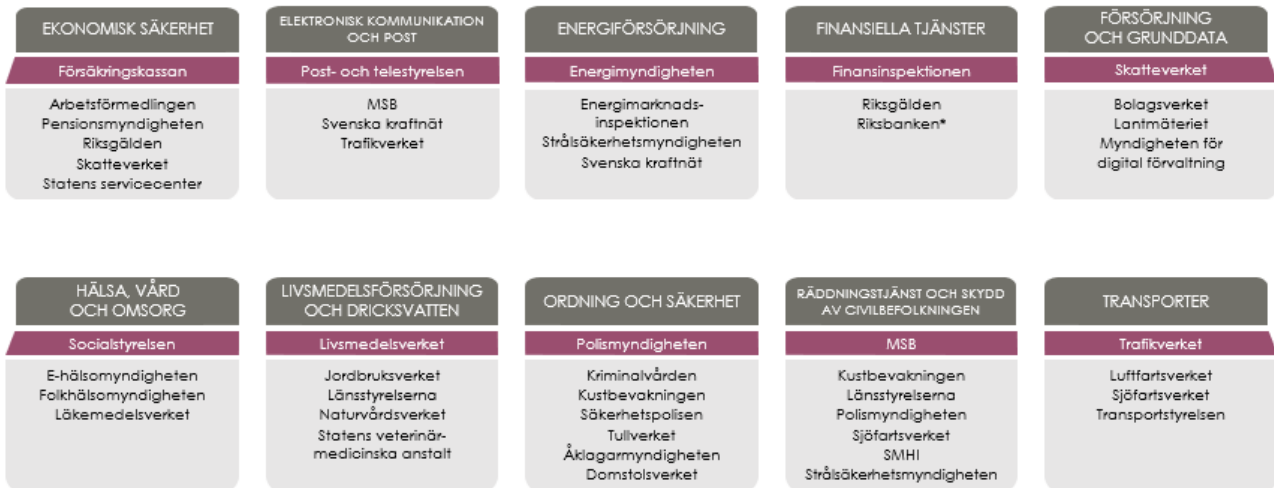 EKONOMISK SÄKERHET
Försäkringskassan
Arbetsförmedlingen
Pensionsmyndigheten
Riksgälden
Skatteverket
Statens servicecenter
ELEKTRONISK KOMMUNIKATION
OCH POST
Post- och telestyrelsen
MSB
Svenska kraftnät
Trafikverket
ENERGIFÖRSÖRJNING
Energimyndigheten
Energimarknads-
inspektionen
Strålsäkerhetsmyndigheten
Svenska kraftnät
FINANSIELLA TJÄNSTER
Finansinspektionen
Riksgälden
Riksbanken*
FÖRSÖRJNING
OCH GRUNDDATA
Skatteverket
Bolagsverket
Lantmäteriet
Myndigheten för
digital förvaltning
HÄLSA, VÅRD
OCH OMSORG
Socialstyrelsen
E-hälsomyndigheten
Folkhälsomyndigheten
Läkemedelsverket
LIVSMEDELSFÖRSÖRJNING
OCH DRICKSVATTEN
Livsmedelsverket
Jordbruksverket
Länsstyrelserna
Naturvårdsverket
Statens veterinär-
medicinska anstalt
ORDNING OCH SÄKERHET
Polismyndigheten
Kriminalvården
Kustbevakningen
Säkerhetspolisen
Tullverket
Åklagarmyndigheten
Domstolsverket
RÄDDNINGSTJÄNST OCH SKYDD
AV CIVILBEFOLKNINGEN
MSB
Kustbevakningen
Länsstyrelserna
Polismyndigheten
Sjöfartsverket
SMHI
Strålsäkerhetsmyndigheten
TRANSPORTER
Trafikverket
Luftfartsverket
Sjöfartsverket
Transportstyrelsen